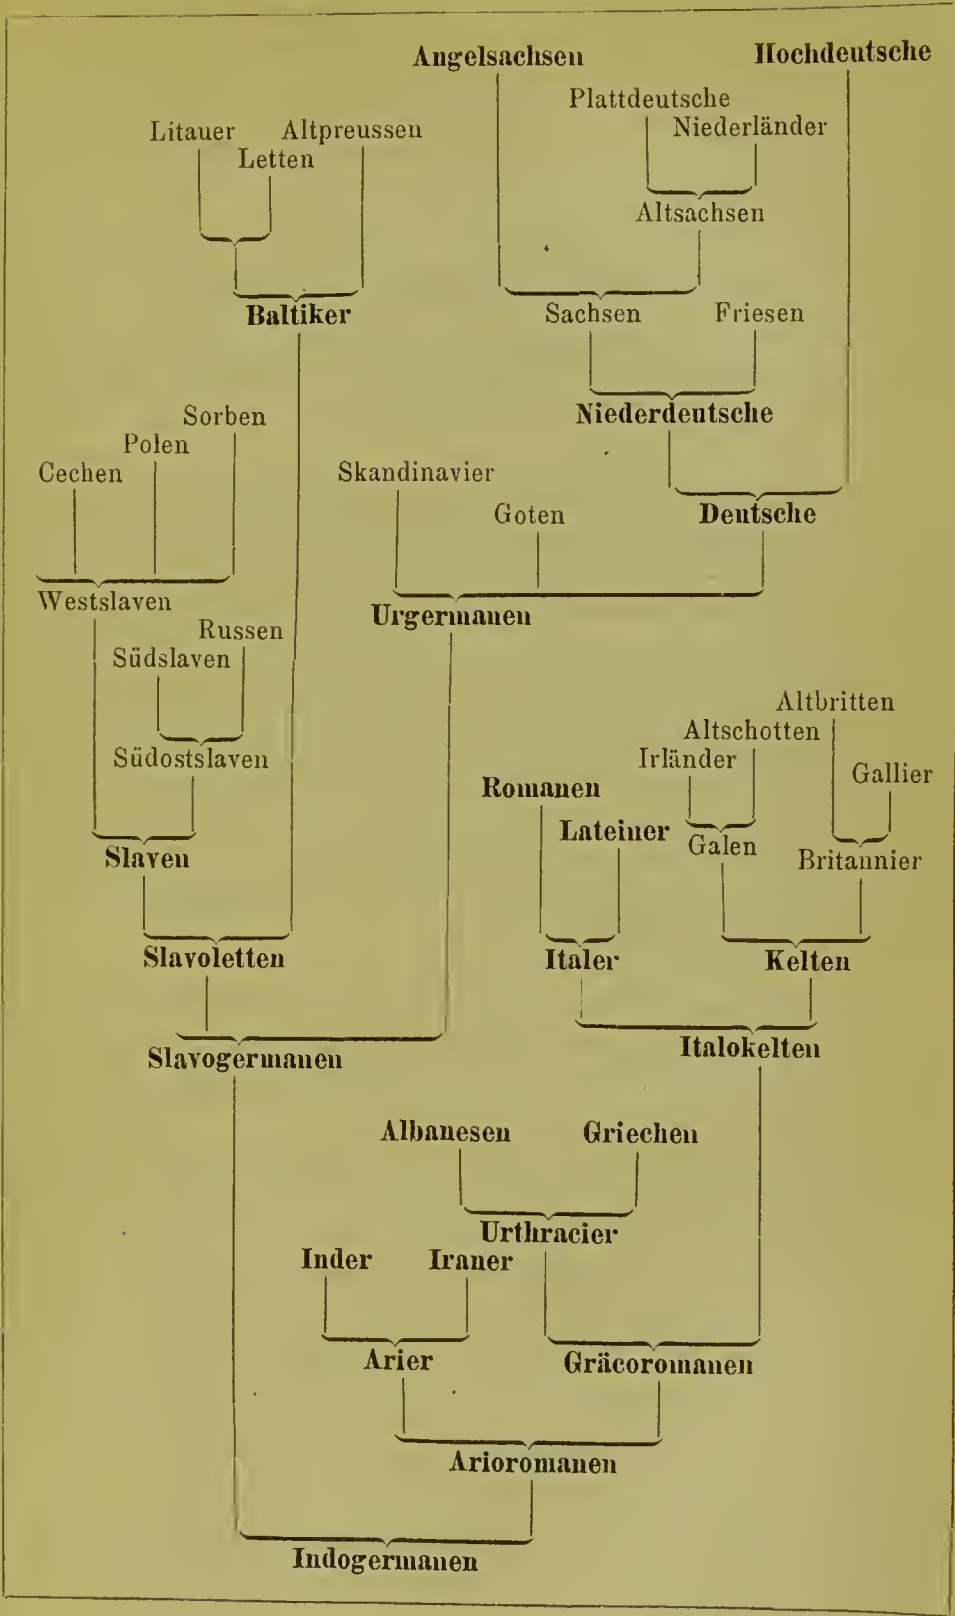 Angelsachsen
Hochdeutsche
Plattdeutsche
Niederländer
Litauer
Altpreussen
Letten
Altsachsen
Baltiker
Sachsen
Friesen
Niederdeutsche
Sorben
Polen
Cechen
Skandinavier
Goten
Deutsche
Westslaven
Urgermanen
Russen
Südslaven
Altbritten
Altschotten
Irländer
Gallier
Südostslaven
Romanen
Lateiner
Galen
Britannier
Slaven
Slavoletten
Italer
Kelten
Slavogermanen
Italokelten
Albanesen
Griechen
Urthracier
Inder
Iraner
Arier
Gräcoromanen
Arioromanen
Indogermanen